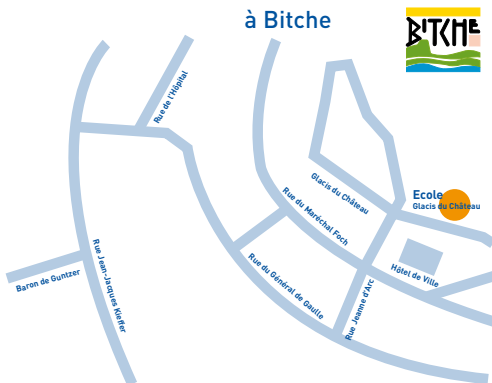 à Bitche
BITCHE
Rue de l'Hôpital
Glacis du Château
Ecole
Glacis du Château
Rue du Maréchal Foch
Hôtel de Ville
Rue du Général de Gaulle
Rue Jeanne d'Arc
Rue Jean-Jacques Kieffer
Baron de Guntzer